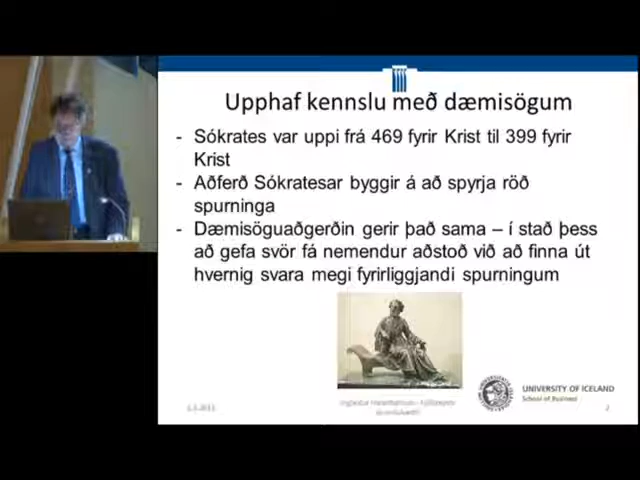 Upphaf kennslu með dæmisögum
- Sókrates var uppi frá 469 fyrir Krist til 399 fyrir
Krist
- Aðferð Sókratesar byggir á að spyrja röð
spurninga
- Dæmisöguaðgerðin gerir það sama – í stað þess
að gefa svör fá nemendur aðstoð við að finna út
hvernig svara megi fyrirliggjandi spurningum
UNIVERSITY OF ICELAND
School of Business
2